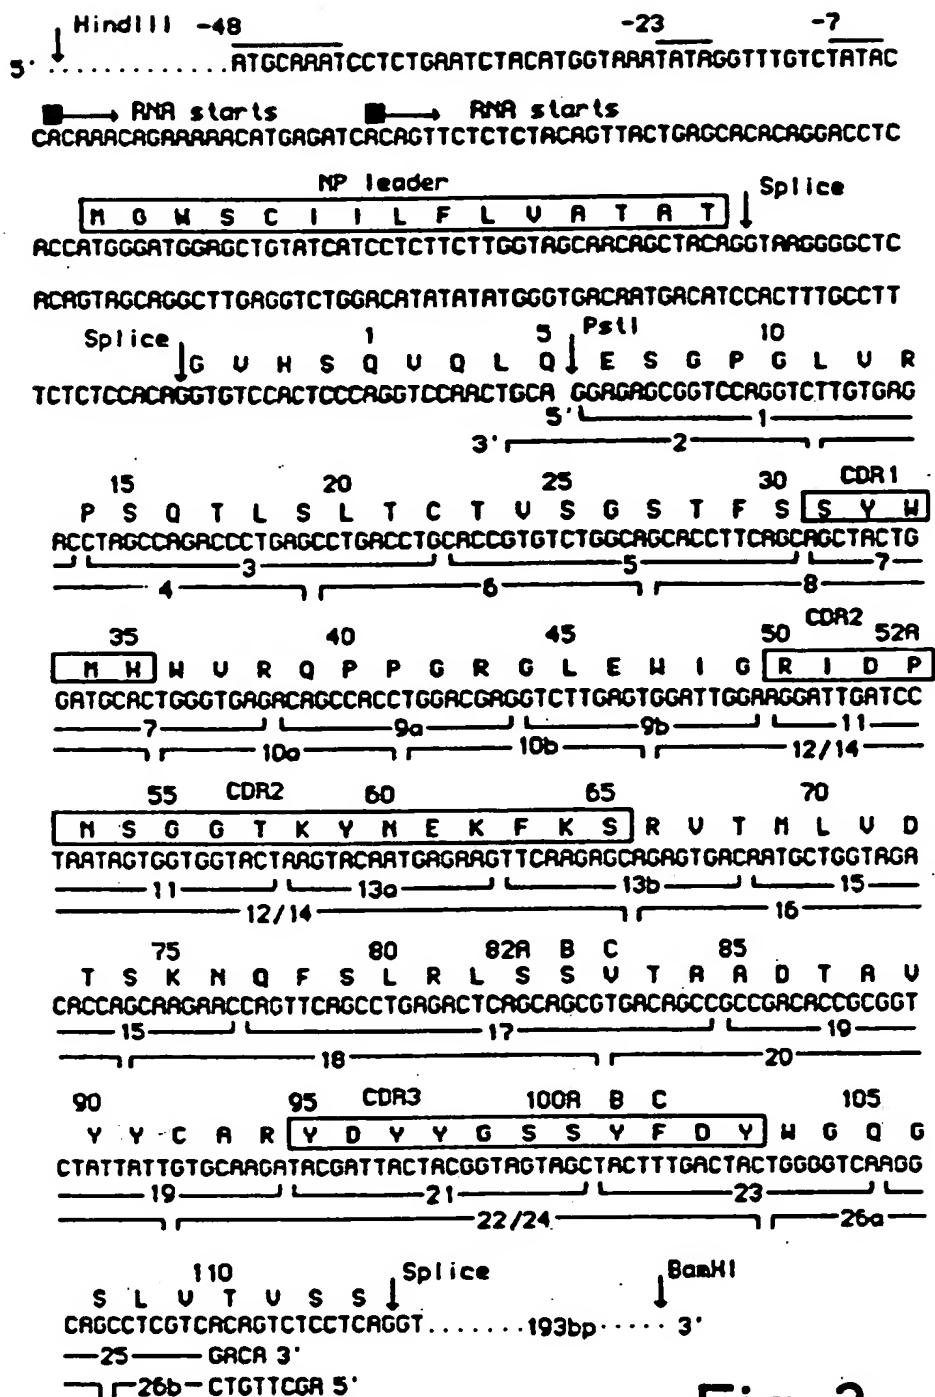 HindIII -48 -23 -7
5' ..............ATGCAAATCCTCTGAATCTACATGGTAAATATAGGTTTGTCTATAC
RNA starts RNA starts
CACAAACAGAAAAACATGAGATCACAGTTCTCTCTACAGTTACTGAGCACACAGGACCTC
NP leader Splice
M G W S C I I L F L V A T A T
ACCATGGGATGGAGCTGTATCATCCTCTTCTTGGTAGCAACAGCTACAGGTAAGGGGCTC
ACAGTAGCAGGCTTGAGGTCTGGACATATATATGGGTGACAATGACATCCACTTTGCCTT
Splice 1 5 PstI 10
G V H S Q V Q L Q E S G P G L V R
TCTCTCCACAGGTGTCCACTCCCAGGTCCAACTGCA GGAGAGCGGTCCAGGTCTTGTGAG
5' 1
3' 2
15 20 25 30 CDR1
P S Q T L S L T C T V S G S T F S S Y W
ACCTAGCCAGACCCTGAGCCTGACCTGCACCGTGTCTGGCAGCACCTTCAGCAGCTACTG
3 5 7
4 6 8
35 40 45 50 CDR2 52A
M H W V R Q P P G R G L E W I G R I D P
GATGCACTGGGTGAGACAGCCACCTGGACGAGGTCTTGAGTGGATTGGAAGGATTGATCC
7 9a 9b 11
10a 10b 12/14
55 CDR2 60 65 70
N S G G T K Y N E K F K S R V T M L V D
TAATAGTGGTGGTACTAAGTACAATGAGAAGTTCAAGAGCAGAGTGACAATGCTGGTAGA
11 13a 13b 15
12/14 16
75 80 82A B C 85
T S K N Q F S L R L S S V T A A D T A V
CACCAGCAAGAACCAGTTCAGCCTGAGACTCAGCAGCGTGACAGCCGCCGACACCGCGGT
15 17 19
18 20
90 95 CDR3 100A B C 105
Y Y C A R Y D Y Y G S S Y F D Y W G Q G
CTATTATTGTGCAAGATACGATTACTACGGTAGTAGCTACTTTGACTACTGGGGTCAAGG
19 21 23
22/24 26a
110 Splice BamHI
S L V T V S S
CAGCCTCGTCACAGTCTCCTCAGGT.......193bp..... 3'
25 GACA 3'
26b CTGTTCGA 5'